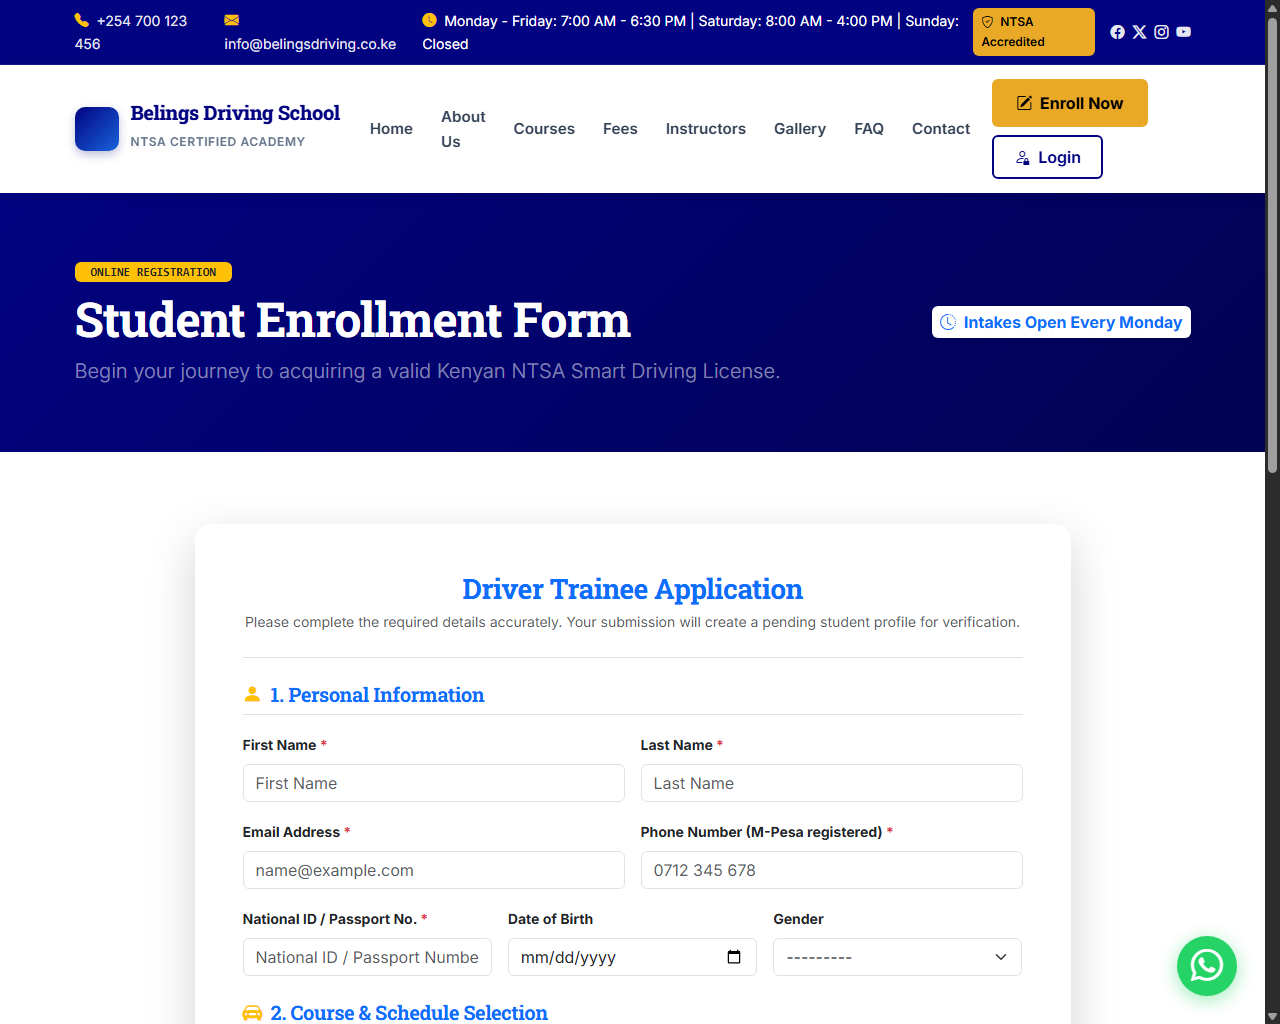 +254 700 123
456
info@belingsdriving.co.ke
Monday - Friday: 7:00 AM - 6:30 PM | Saturday: 8:00 AM - 4:00 PM | Sunday:
Closed
NTSA
Accredited
Belings Driving School
NTSA CERTIFIED ACADEMY
Home
About
Us
Courses
Fees
Instructors
Gallery
FAQ
Contact
Enroll Now
Login
ONLINE REGISTRATION
Student Enrollment Form
Begin your journey to acquiring a valid Kenyan NTSA Smart Driving License.
Intakes Open Every Monday
Driver Trainee Application
Please complete the required details accurately. Your submission will create a pending student profile for verification.
1. Personal Information
First Name *
Last Name *
First Name
Last Name
Email Address *
Phone Number (M-Pesa registered) *
name@example.com
0712 345 678
National ID / Passport No. *
Date of Birth
Gender
National ID / Passport Numbe
mm/dd/yyyy
---------
2. Course & Schedule Selection